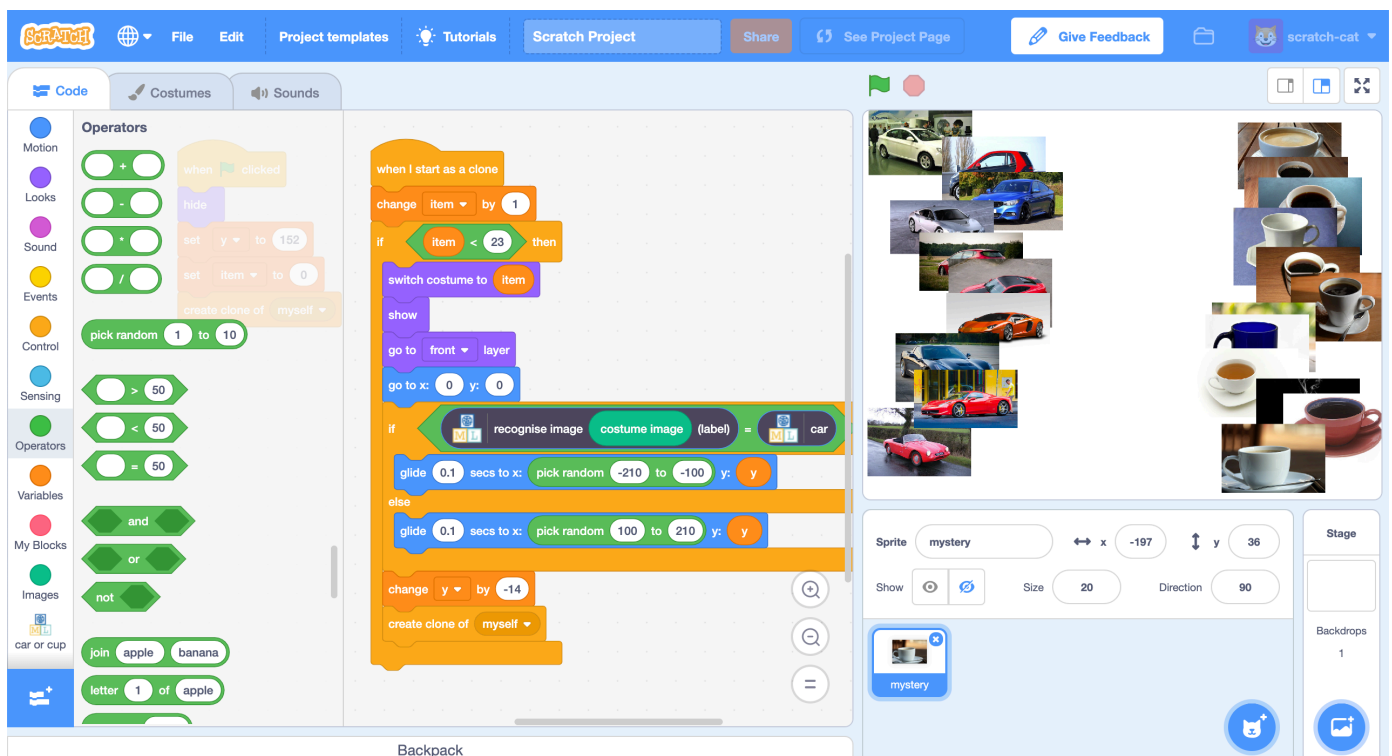 SCRATCH File Edit Project templates Tutorials Scratch Project Share See Project Page Give Feedback scratch-cat
Code Costumes Sounds
Motion
Looks
Sound
Events
Control
Sensing
Operators
Variables
My Blocks
Images
ML
car or cup
Operators
+
-
*
/
pick random 1 to 10
> 50
< 50
= 50
and
or
not
join apple banana
letter 1 of apple
when clicked
hide
set y to 152
set item to 0
create clone of myself
when I start as a clone
change item by 1
if item < 23 then
switch costume to item
show
go to front layer
go to x: 0 y: 0
if ML recognise image costume image (label) = ML car
glide 0.1 secs to x: pick random -210 to -100 y: y
else
glide 0.1 secs to x: pick random 100 to 210 y: y
change y by -14
create clone of myself
=
Backpack
Sprite mystery x -197 y 36
Show Size 20 Direction 90
mystery
Stage
Backdrops
1